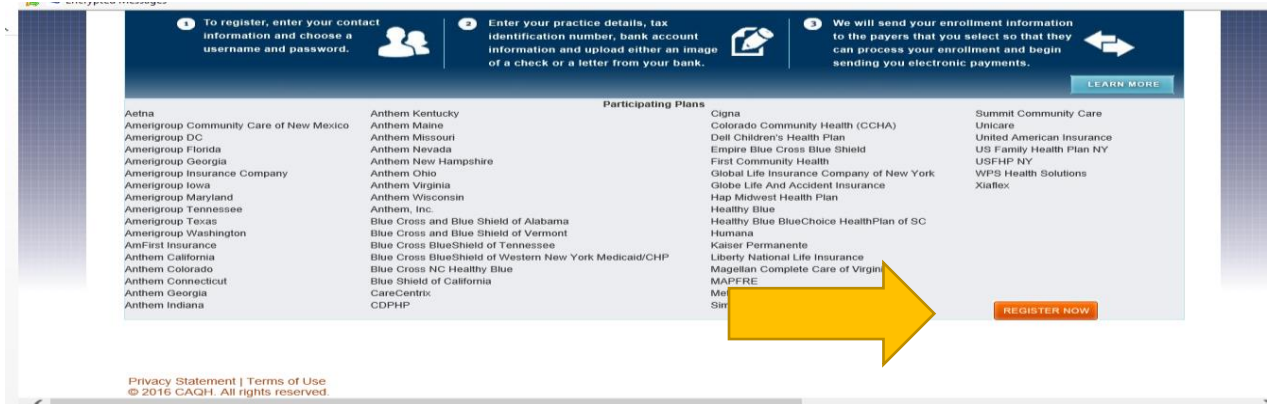 Encrypted Messages
1 To register, enter your contact
information and choose a
username and password.
2 Enter your practice details, tax
identification number, bank account
information and upload either an image
of a check or a letter from your bank.
3 We will send your enrollment information
to the payers that you select so that they
can process your enrollment and begin
sending you electronic payments.
LEARN MORE
Participating Plans
Aetna
Amerigroup Community Care of New Mexico
Amerigroup DC
Amerigroup Florida
Amerigroup Georgia
Amerigroup Insurance Company
Amerigroup Iowa
Amerigroup Maryland
Amerigroup Tennessee
Amerigroup Texas
Amerigroup Washington
AmFirst Insurance
Anthem California
Anthem Colorado
Anthem Connecticut
Anthem Georgia
Anthem Indiana
Anthem Kentucky
Anthem Maine
Anthem Missouri
Anthem Nevada
Anthem New Hampshire
Anthem Ohio
Anthem Virginia
Anthem Wisconsin
Anthem, Inc.
Blue Cross and Blue Shield of Alabama
Blue Cross and Blue Shield of Vermont
Blue Cross BlueShield of Tennessee
Blue Cross BlueShield of Western New York Medicaid/CHP
Blue Cross NC Healthy Blue
Blue Shield of California
CareCentrix
CDPHP
Cigna
Colorado Community Health (CCHA)
Dell Children's Health Plan
Empire Blue Cross Blue Shield
First Community Health
Global Life Insurance Company of New York
Globe Life And Accident Insurance
Hap Midwest Health Plan
Healthy Blue
Healthy Blue BlueChoice HealthPlan of SC
Humana
Kaiser Permanente
Liberty National Life Insurance
Magellan Complete Care of Virginia
MAPFRE
Summit Community Care
Unicare
United American Insurance
US Family Health Plan NY
USFHP NY
WPS Health Solutions
Xiaflex
REGISTER NOW
Privacy Statement | Terms of Use
© 2016 CAQH. All rights reserved.